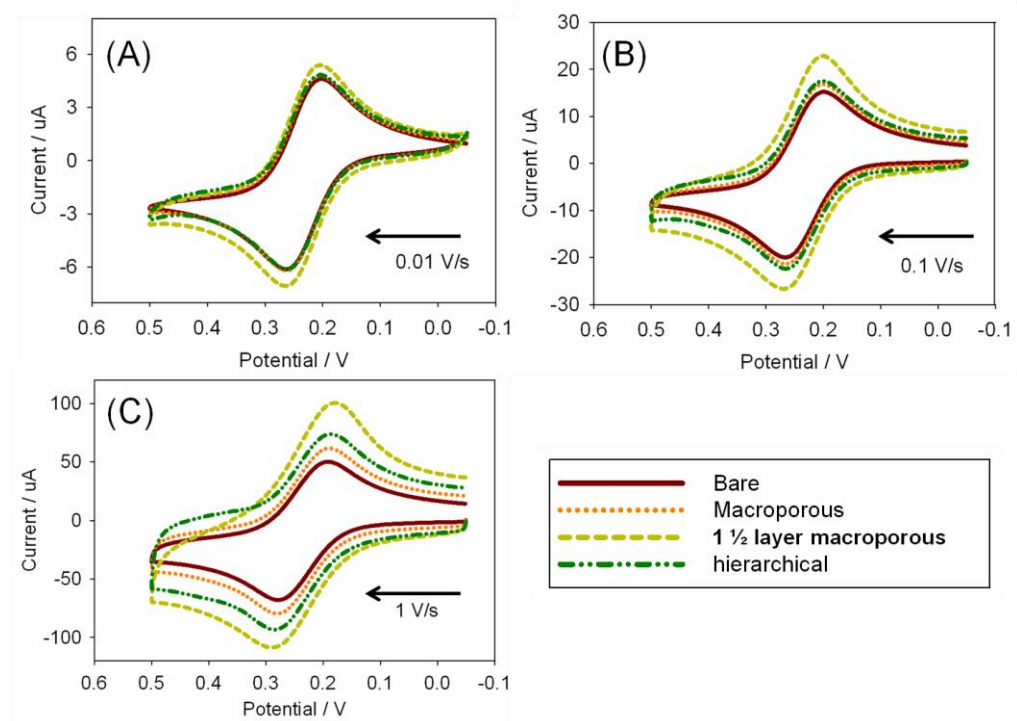 (A)
6
3
0
-3
-6
Current / uA
0.01 V/s
0.6 0.5 0.4 0.3 0.2 0.1 0.0 -0.1
Potential / V
(B)
30
20
10
0
-10
-20
-30
Current / uA
0.1 V/s
0.6 0.5 0.4 0.3 0.2 0.1 0.0 -0.1
Potential / V
(C)
100
50
0
-50
-100
Current / uA
1 V/s
0.6 0.5 0.4 0.3 0.2 0.1 0.0 -0.1
Potential / V
Bare
Macroporous
1 ½ layer macroporous
hierarchical